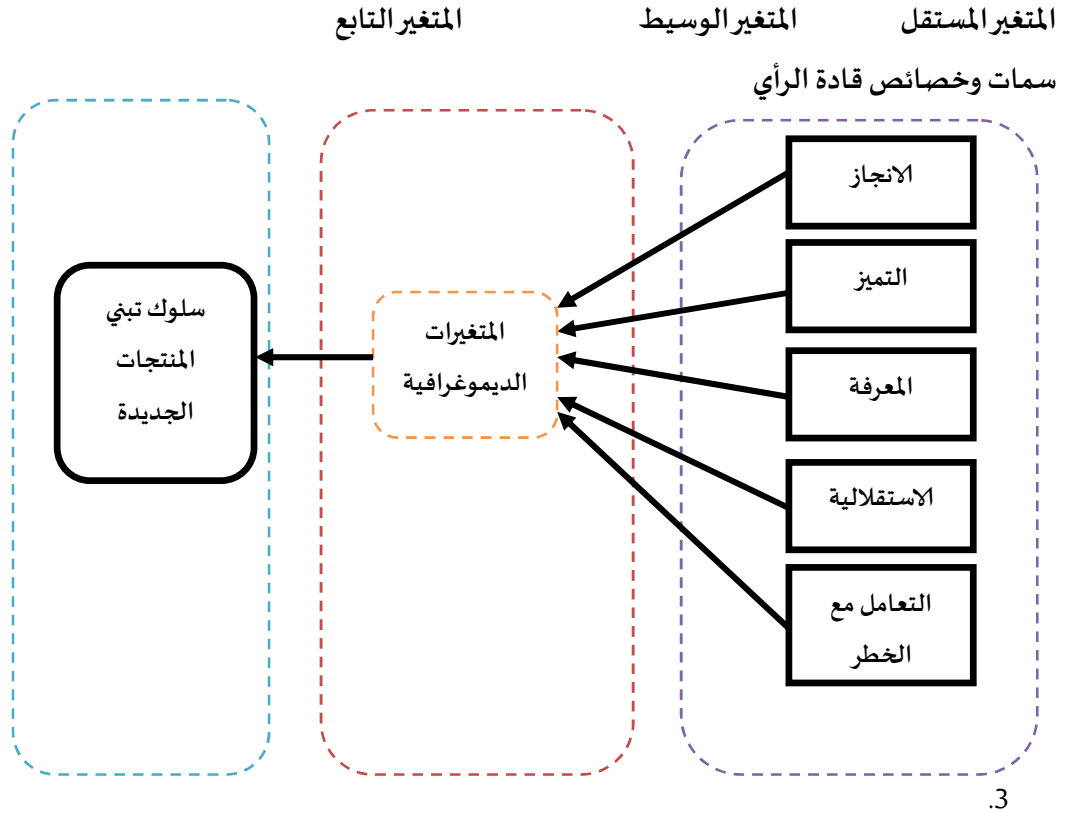 المتغير المستقل المتغير الوسيط المتغير التابع
سمات وخصائص قادة الرأي
الانجاز
التميز
المعرفة
الاستقلالية
التعامل مع
الخطر
المتغيرات
الديموغرافية
سلوك تبني
المنتجات
الجديدة
3.